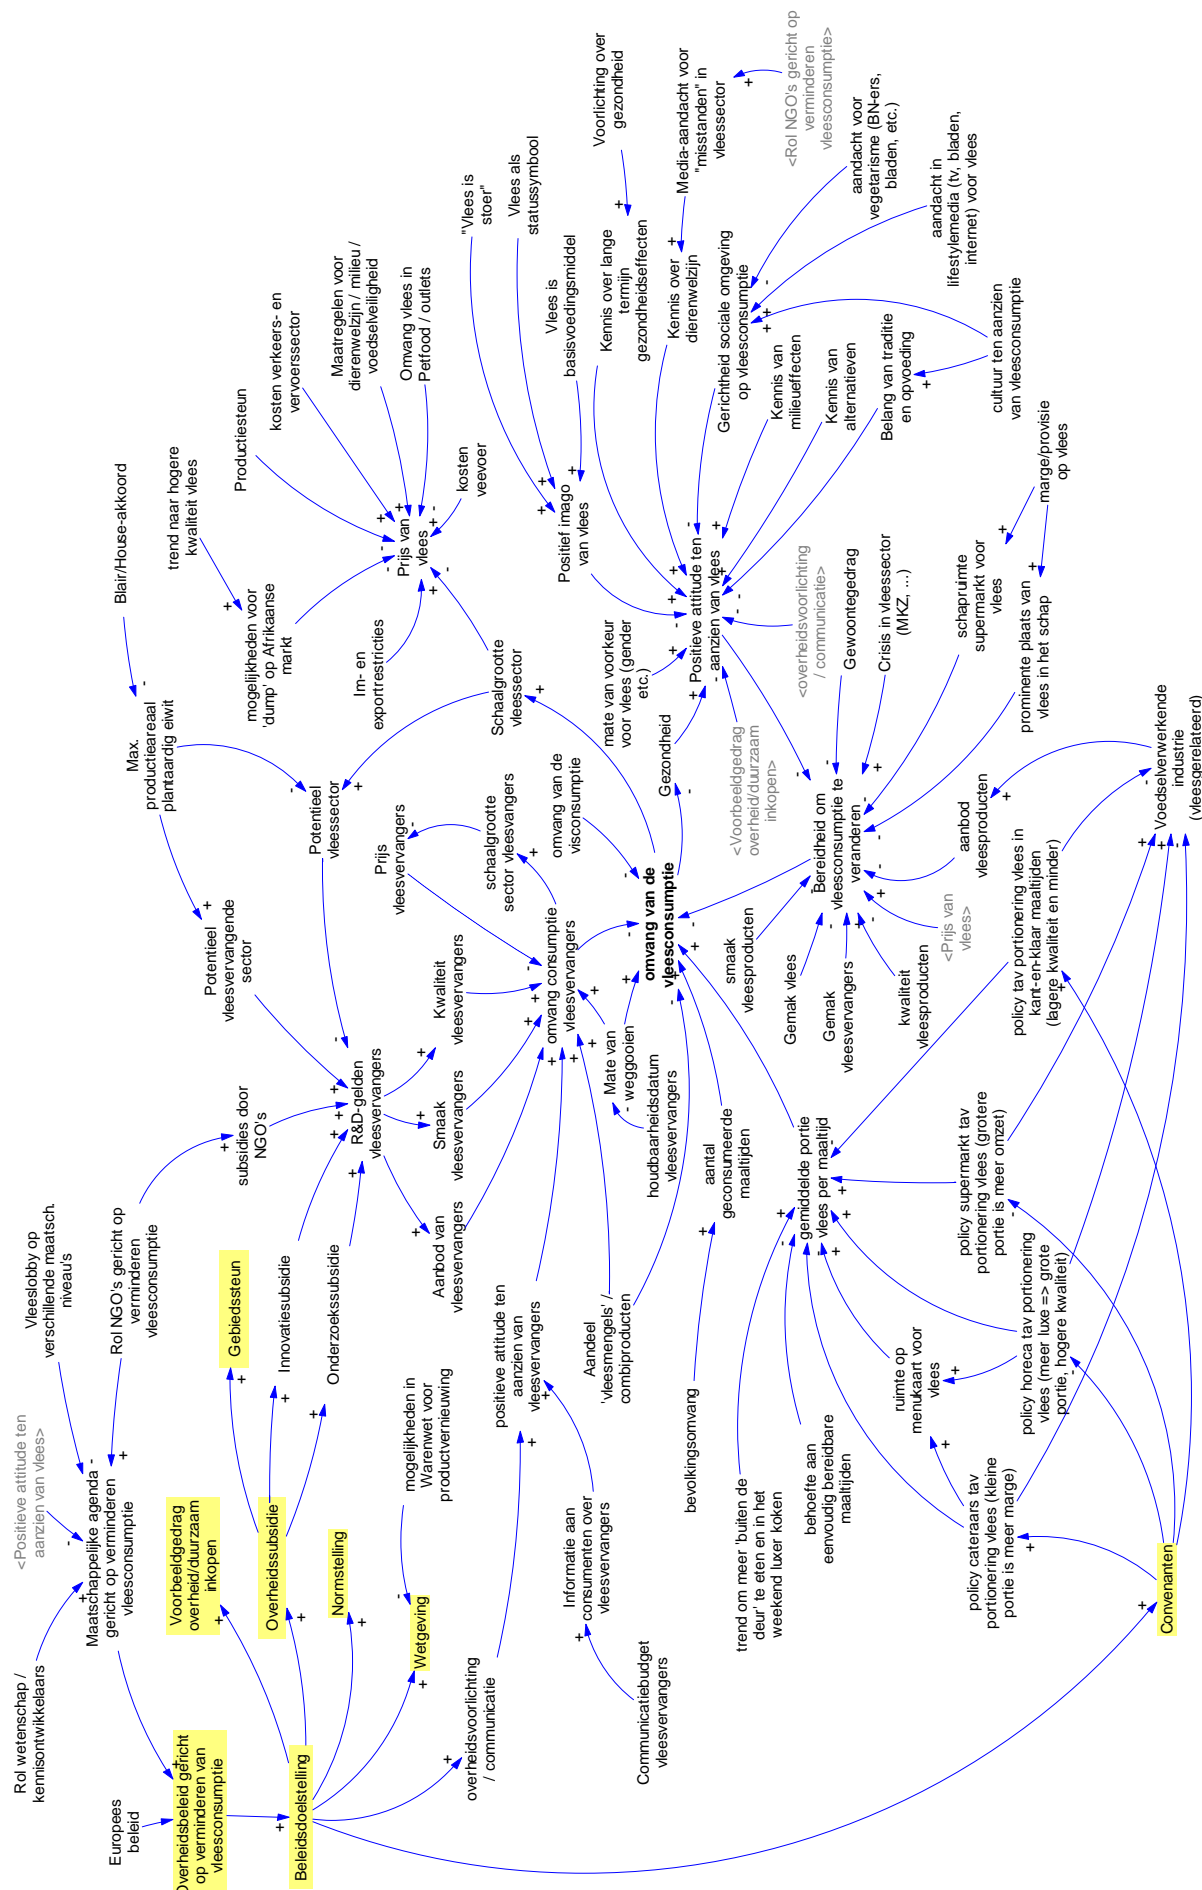 Rol wetenschap /
kennisontwikkelaars
<Positieve attitude ten
aanzien van vlees>
Vleeslobby op
verschillende maatsch.
niveau's
Maatschappelijke agenda
gericht op verminderen
vleesconsumptie
Rol NGO's gericht op
verminderen
vleesconsumptie
Europees
beleid
Overheidsbeleid gericht
op verminderen van
vleesconsumptie
Voorbeeldgedrag
overheid/duurzaam
inkopen
Gebiedssteun
subsidies door
NGO's
Overheidssubsidie
Innovatiesubsidie
Beleidsdoelstelling
Normstelling
Onderzoekssubsidie
Wetgeving
mogelijkheden in
Warenwet voor
productvernieuwing
overheidsvoorlichting
/ communicatie
positieve attitude ten
aanzien van
vleesvervangers
Informatie aan
consumenten over
vleesvervangers
Communicatiebudget
vleesvervangers
Aandeel
'vleesmengels' /
combiproducten
Blair/House-akkoord
Max.
productieareaal
plantaardig eiwit
Potentieel
vleesvervangende
sector
Potentieel
vleessector
R&D-gelden
vleesvervangers
Aanbod van
vleesvervangers
Smaak
vleesvervangers
Kwaliteit
vleesvervangers
Prijs
vleesvervangers
schaalgrootte
sector vleesvangers
omvang consumptie
vleesvervangers
omvang van de
visconsumptie
Mate van
weggooien
houdbaarheidsdatum
vleesvervangers
omvang van de
vleesconsumptie
trend naar hogere
kwaliteit vlees
mogelijkheden voor
'dump' op Afrikaanse
markt
Im- en
exportrestricties
Schaalgrootte
vleessector
Productiesteun
kosten verkeers- en
vervoerssector
Maatregelen voor
dierenwelzijn / milieu /
voedselveiligheid
Omvang vlees in
Petfood / outlets
kosten
veevoer
Prijs van
vlees
"Vlees is
stoer"
Vlees als
statussymbool
Vlees is
basisvoedingsmiddel
Positief imago
van vlees
Voorlichting over
gezondheid
Kennis over lange
termijn
gezondheidseffecten
Media-aandacht voor
"misstanden" in
vleessector
<Rol NGO's gericht op
verminderen
vleesconsumptie>
Kennis over
dierenwelzijn
Gerichtheid sociale omgeving
op vleesconsumptie
aandacht voor
vegetarisme (BN-ers,
bladen, etc.)
aandacht in
lifestylemedia (tv, bladen,
internet) voor vlees
cultuur ten aanzien
van vleesconsumptie
Kennis van
milieueffecten
Kennis van
alternatieven
Belang van traditie
en opvoeding
mate van voorkeur
voor vlees (gender
etc.)
Positieve attitude ten
aanzien van vlees
Gezondheid
<Voorbeeldgedrag
overheid/duurzaam
inkopen>
<overheidsvoorlichting
/ communicatie>
Gewoontegedrag
Crisis in vleessector
(MKZ, ...)
marge/provisie
op vlees
schapruimte
supermarkt voor
vlees
prominente plaats van
vlees in het schap
Bereidheid om
vleesconsumptie te
veranderen
smaak
vleesproducten
Gemak vlees
Gemak
vleesvervangers
kwaliteit
vleesproducten
<Prijs van
vlees>
aanbod
vleesproducten
bevolkingsomvang
aantal
geconsumeerde
maaltijden
trend om meer 'buiten de
deur' te eten en in het
weekend luxer koken
behoefte aan
eenvoudig bereidbare
maaltijden
gemiddelde portie
vlees per maaltijd
ruimte op
menukaart voor
vlees
policy cateraars tav
portionering vlees (kleine
portie is meer marge)
policy horeca tav portionering
vlees (meer luxe => grote
portie, hogere kwaliteit)
policy supermarkt tav
portionering vlees (grotere
portie is meer omzet)
policy tav portionering vlees in
kant-en-klaar maaltijden
(lagere kwaliteit en minder)
Voedselverwerkende
industrie
(vleesgerelateerd)
Convenanten